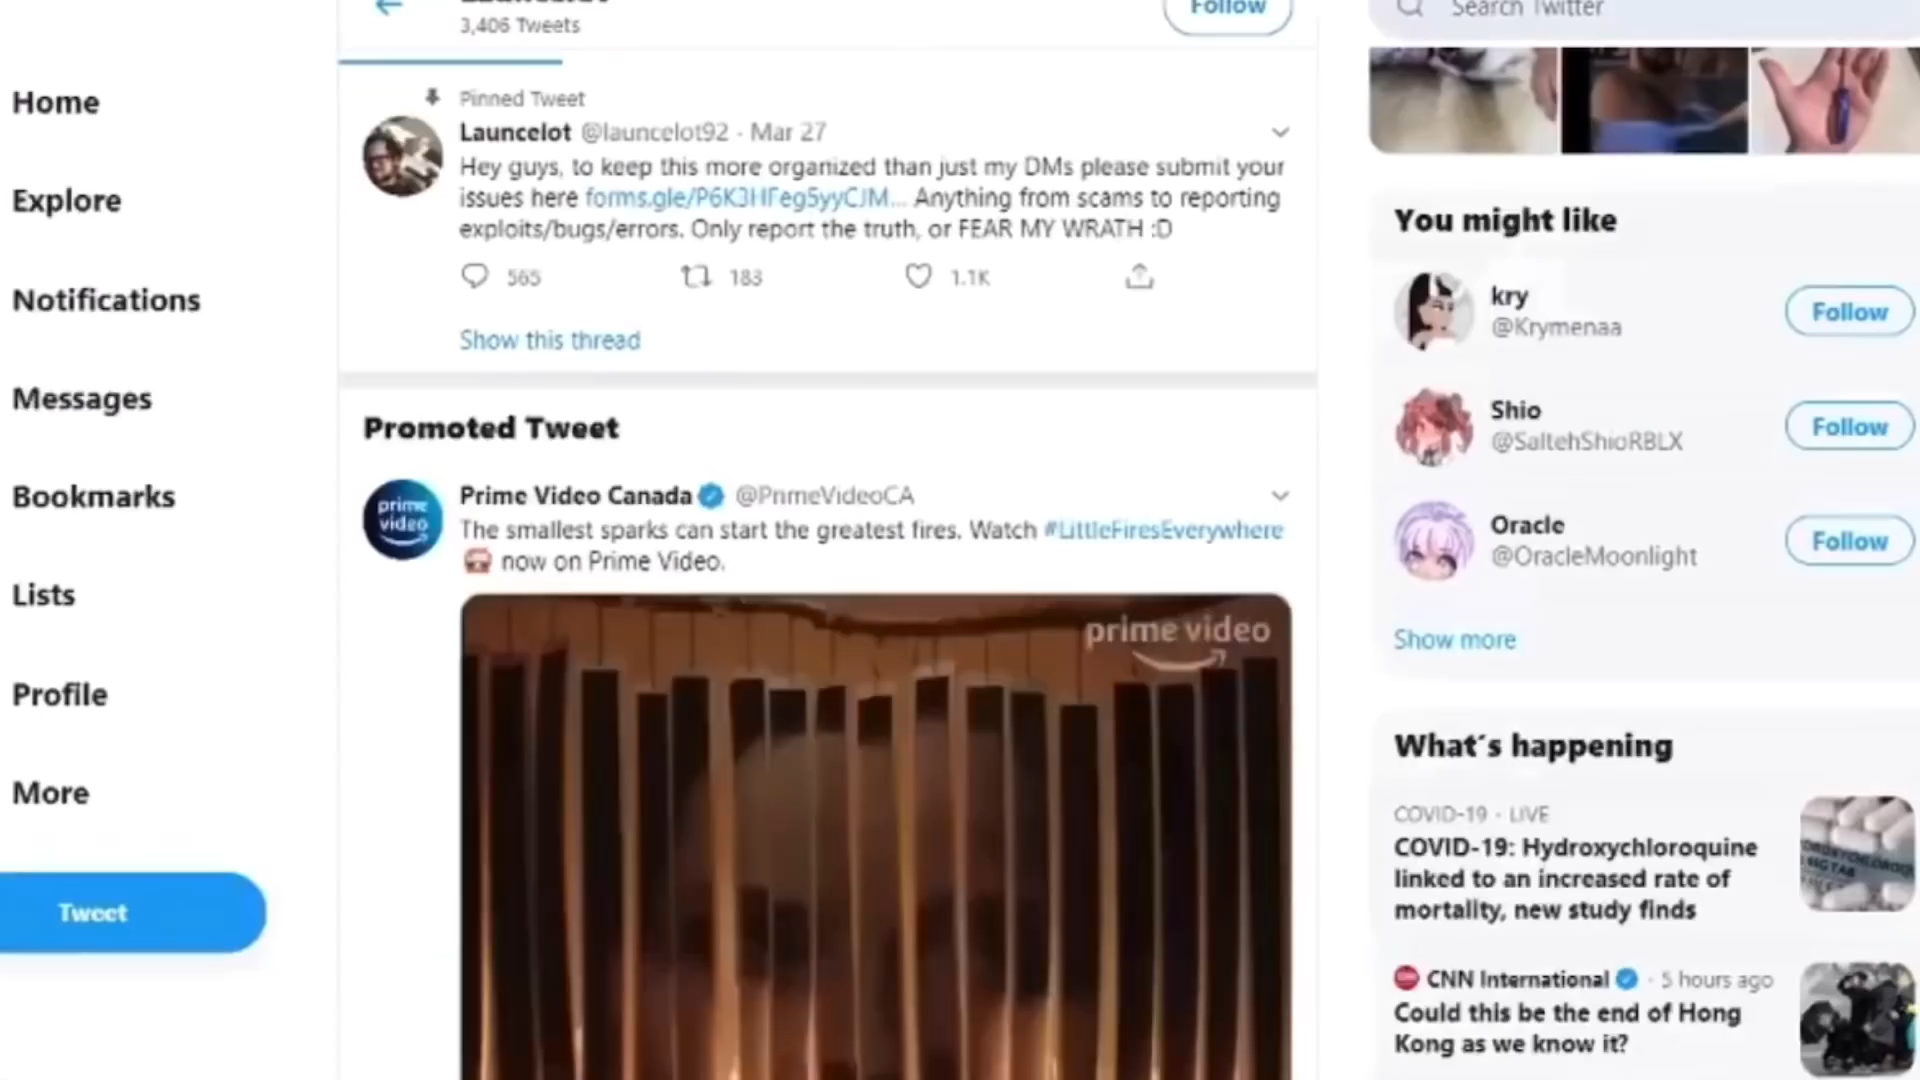 3,406 Tweets
Follow
Search Twitter
Home
Explore
Notifications
Messages
Bookmarks
Lists
Profile
More
Tweet
Pinned Tweet
Launcelot @launcelot92 · Mar 27
Hey guys, to keep this more organized than just my DMs please submit your
issues here forms.gle/P6K3HFeg5yyCJM... Anything from scams to reporting
exploits/bugs/errors. Only report the truth, or FEAR MY WRATH :D
565
183
1.1K
Show this thread
Promoted Tweet
prime
video
Prime Video Canada @PrimeVideoCA
The smallest sparks can start the greatest fires. Watch #LittleFiresEverywhere
now on Prime Video.
prime video
You might like
kry
@Krymenaa
Follow
Shio
@SaltehShioRBLX
Follow
Oracle
@OracleMoonlight
Follow
Show more
What's happening
COVID-19 · LIVE
COVID-19: Hydroxychloroquine
linked to an increased rate of
mortality, new study finds
CNN International · 5 hours ago
Could this be the end of Hong
Kong as we know it?